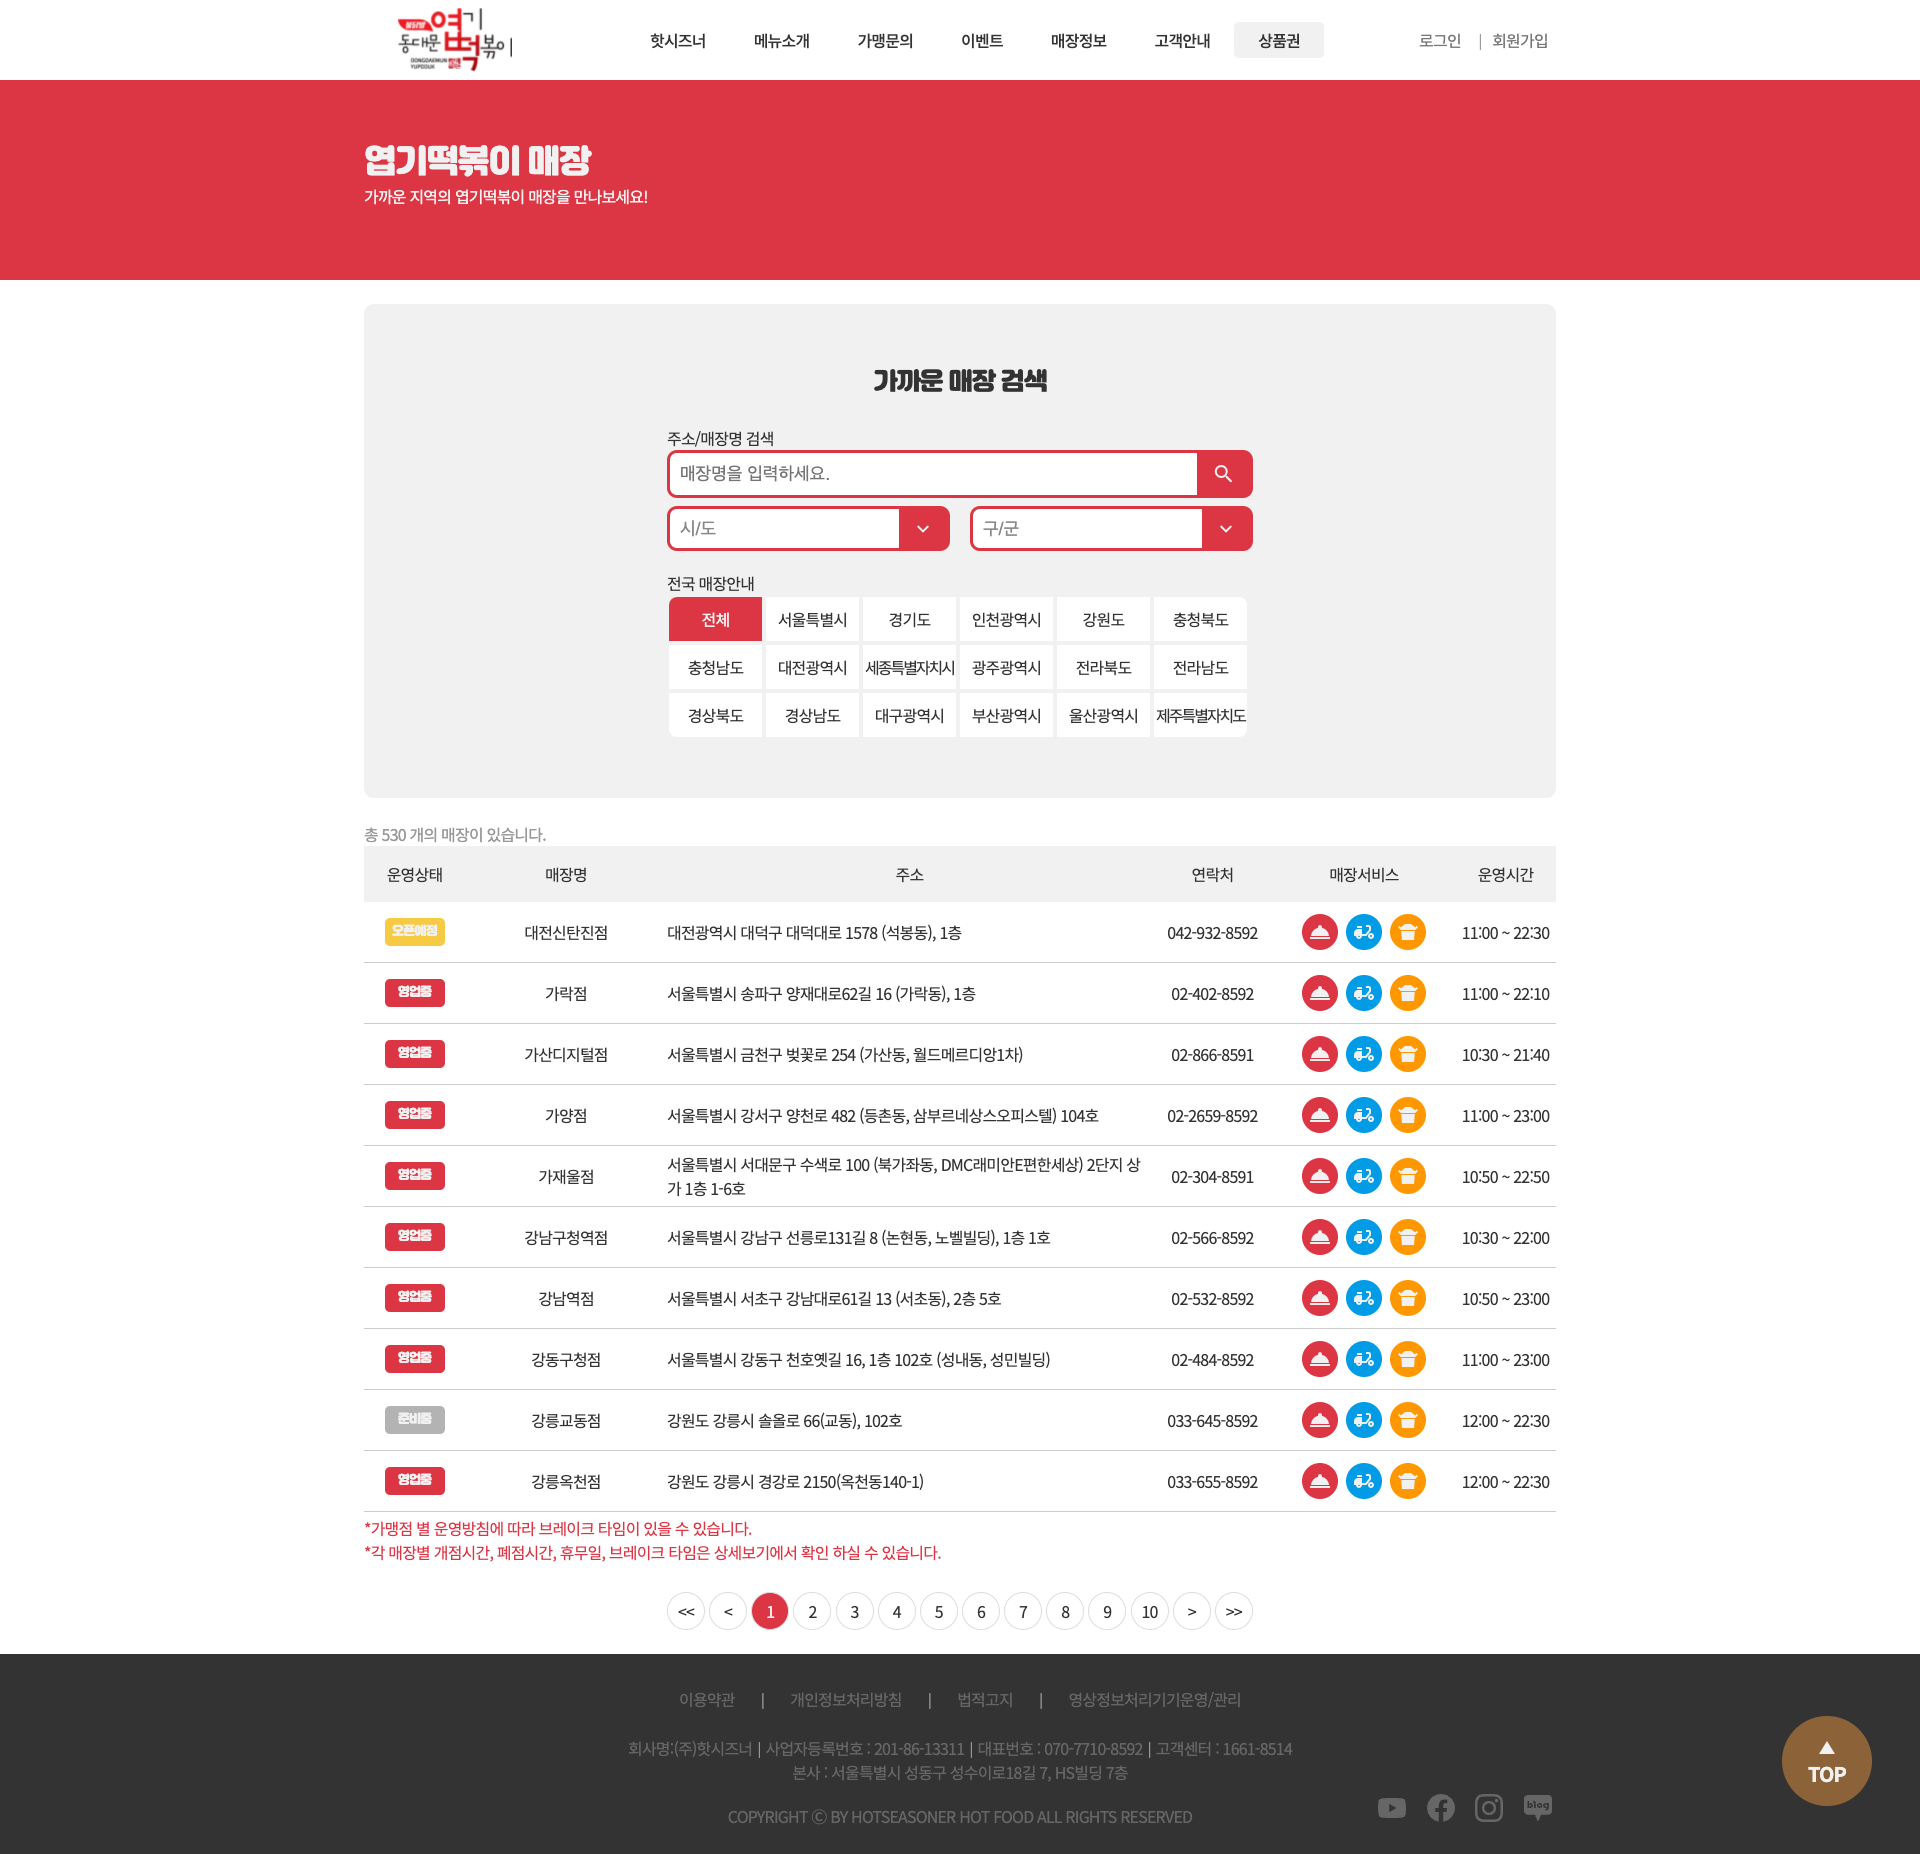 불닭발
엽기
동대문 떡볶이
DONGDAEMUN
YUPDDUK
핫시즈너 메뉴소개 가맹문의 이벤트 매장정보 고객안내 상품권 로그인 | 회원가입
엽기떡볶이 매장
가까운 지역의 엽기떡볶이 매장을 만나보세요!
가까운 매장 검색
주소/매장명 검색
매장명을 입력하세요.
시/도 구/군
전국 매장안내
전체 서울특별시 경기도 인천광역시 강원도 충청북도
충청남도 대전광역시 세종특별자치시 광주광역시 전라북도 전라남도
경상북도 경상남도 대구광역시 부산광역시 울산광역시 제주특별자치도
총 530 개의 매장이 있습니다.
운영상태 매장명 주소 연락처 매장서비스 운영시간
오픈예정 대전신탄진점 대전광역시 대덕구 대덕대로 1578 (석봉동), 1층 042-932-8592 11:00 ~ 22:30
영업중 가락점 서울특별시 송파구 양재대로62길 16 (가락동), 1층 02-402-8592 11:00 ~ 22:10
영업중 가산디지털점 서울특별시 금천구 벚꽃로 254 (가산동, 월드메르디앙1차) 02-866-8591 10:30 ~ 21:40
영업중 가양점 서울특별시 강서구 양천로 482 (등촌동, 삼부르네상스오피스텔) 104호 02-2659-8592 11:00 ~ 23:00
영업중 가재울점 서울특별시 서대문구 수색로 100 (북가좌동, DMC래미안E편한세상) 2단지 상
가 1층 1-6호 02-304-8591 10:50 ~ 22:50
영업중 강남구청역점 서울특별시 강남구 선릉로131길 8 (논현동, 노벨빌딩), 1층 1호 02-566-8592 10:30 ~ 22:00
영업중 강남역점 서울특별시 서초구 강남대로61길 13 (서초동), 2층 5호 02-532-8592 10:50 ~ 23:00
영업중 강동구청점 서울특별시 강동구 천호옛길 16, 1층 102호 (성내동, 성민빌딩) 02-484-8592 11:00 ~ 23:00
준비중 강릉교동점 강원도 강릉시 솔올로 66(교동), 102호 033-645-8592 12:00 ~ 22:30
영업중 강릉옥천점 강원도 강릉시 경강로 2150(옥천동140-1) 033-655-8592 12:00 ~ 22:30
*가맹점 별 운영방침에 따라 브레이크 타임이 있을 수 있습니다.
*각 매장별 개점시간, 폐점시간, 휴무일, 브레이크 타임은 상세보기에서 확인 하실 수 있습니다.
<< < 1 2 3 4 5 6 7 8 9 10 > >>
이용약관 | 개인정보처리방침 | 법적고지 | 영상정보처리기기운영/관리
회사명:(주)핫시즈너 | 사업자등록번호 : 201-86-13311 | 대표번호 : 070-7710-8592 | 고객센터 : 1661-8514
본사 : 서울특별시 성동구 성수이로18길 7, HS빌딩 7층
COPYRIGHT ⓒ BY HOTSEASONER HOT FOOD ALL RIGHTS RESERVED
blog
TOP